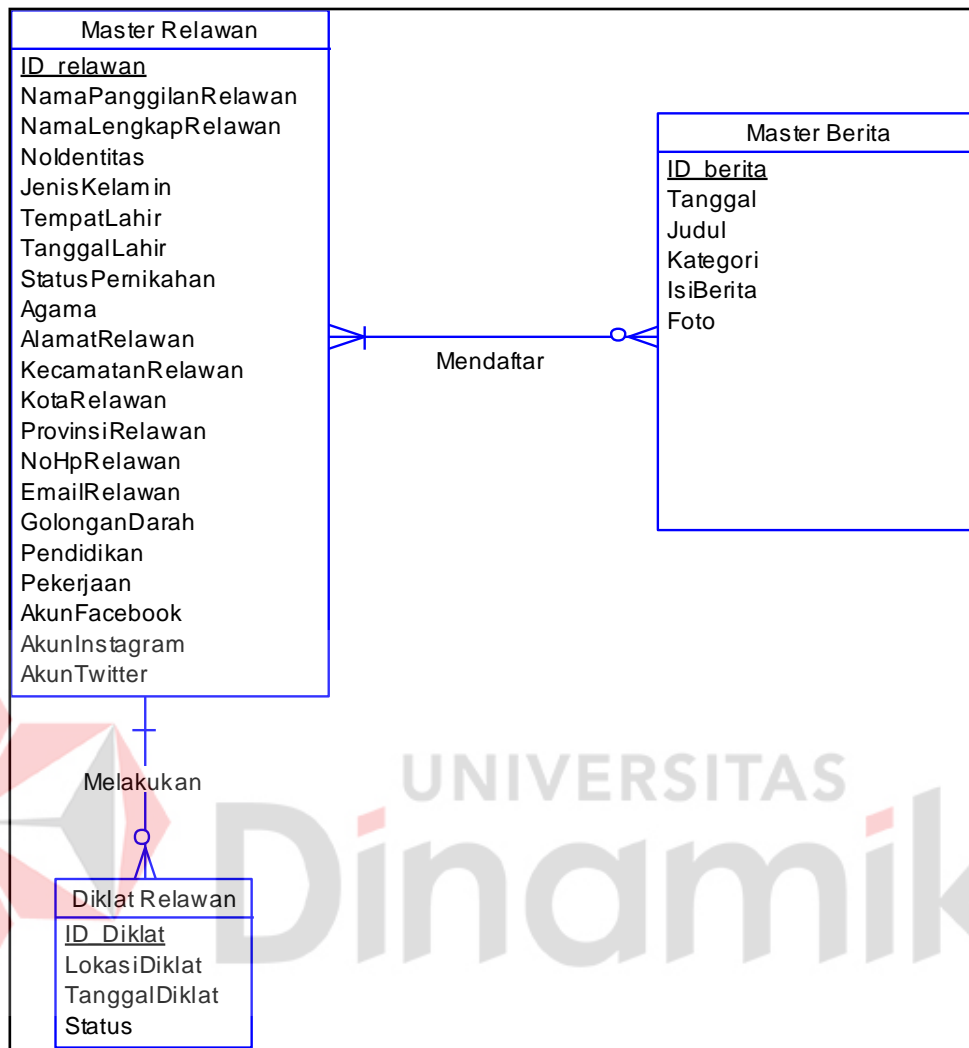 Master Relawan
ID_relawan
NamaPanggilanRelawan
NamaLengkapRelawan
NoIdentitas
JenisKelamin
TempatLahir
TanggalLahir
StatusPernikahan
Agama
AlamatRelawan
KecamatanRelawan
KotaRelawan
ProvinsiRelawan
NoHpRelawan
EmailRelawan
GolonganDarah
Pendidikan
Pekerjaan
AkunFacebook
AkunInstagram
AkunTwitter
Mendaftar
Master Berita
ID_berita
Tanggal
Judul
Kategori
IsiBerita
Foto
Melakukan
Diklat Relawan
ID_Diklat
LokasiDiklat
TanggalDiklat
Status
UNIVERSITAS
Dinamik